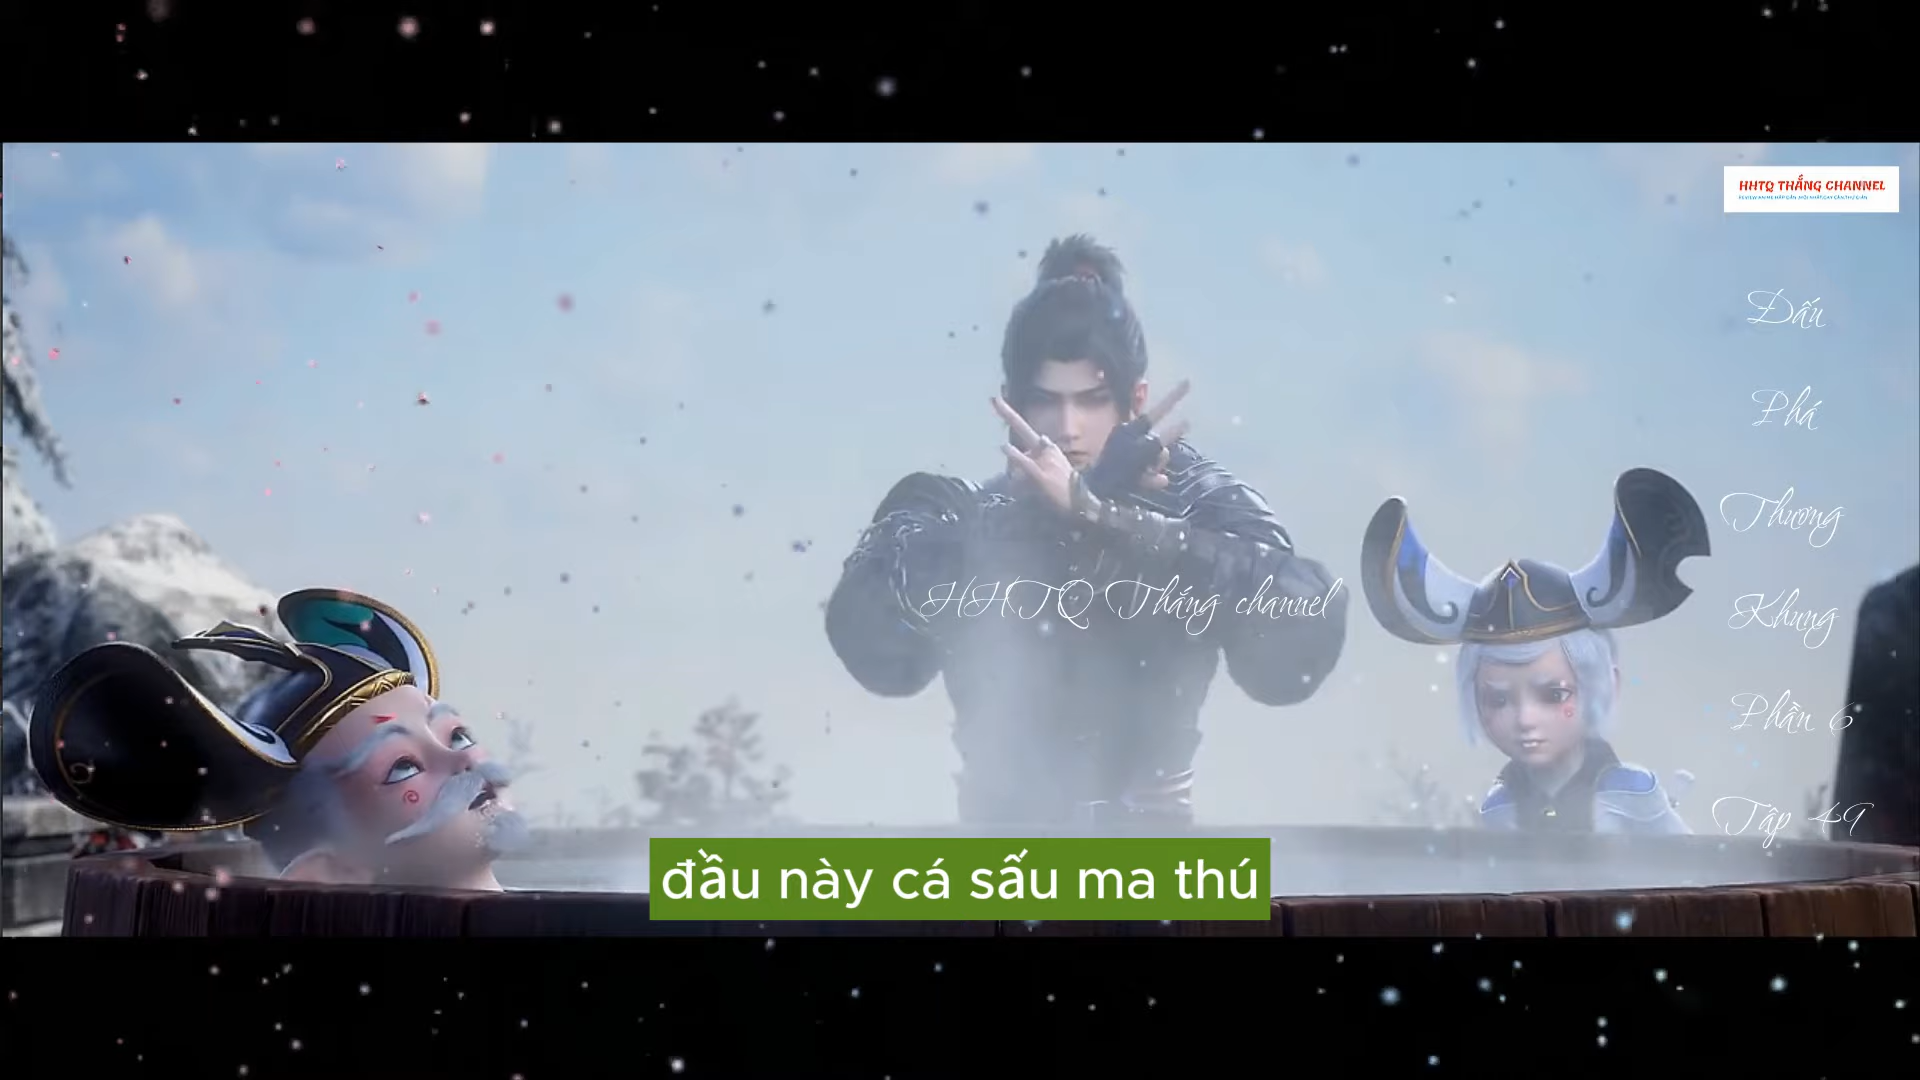 HHTQ THẮNG CHANNEL
Đấu
Phá
Thương
Khung
Phần 6
Tập 49
HHTQ Thắng channel
đầu này cá sấu ma thú